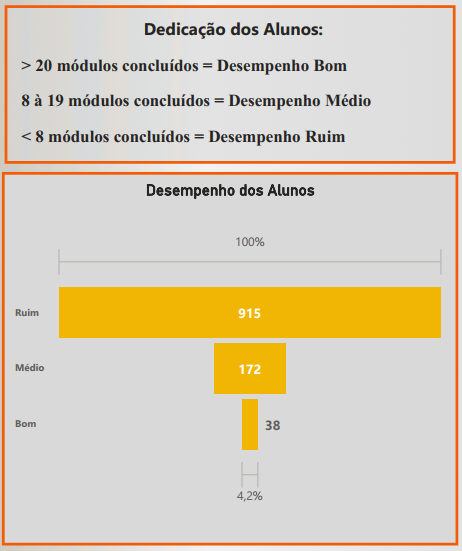 Dedicação dos Alunos:
> 20 módulos concluídos = Desempenho Bom
8 à 19 módulos concluídos = Desempenho Médio
< 8 módulos concluídos = Desempenho Ruim
Desempenho dos Alunos
100%
Ruim 915
Médio 172
Bom 38
4,2%